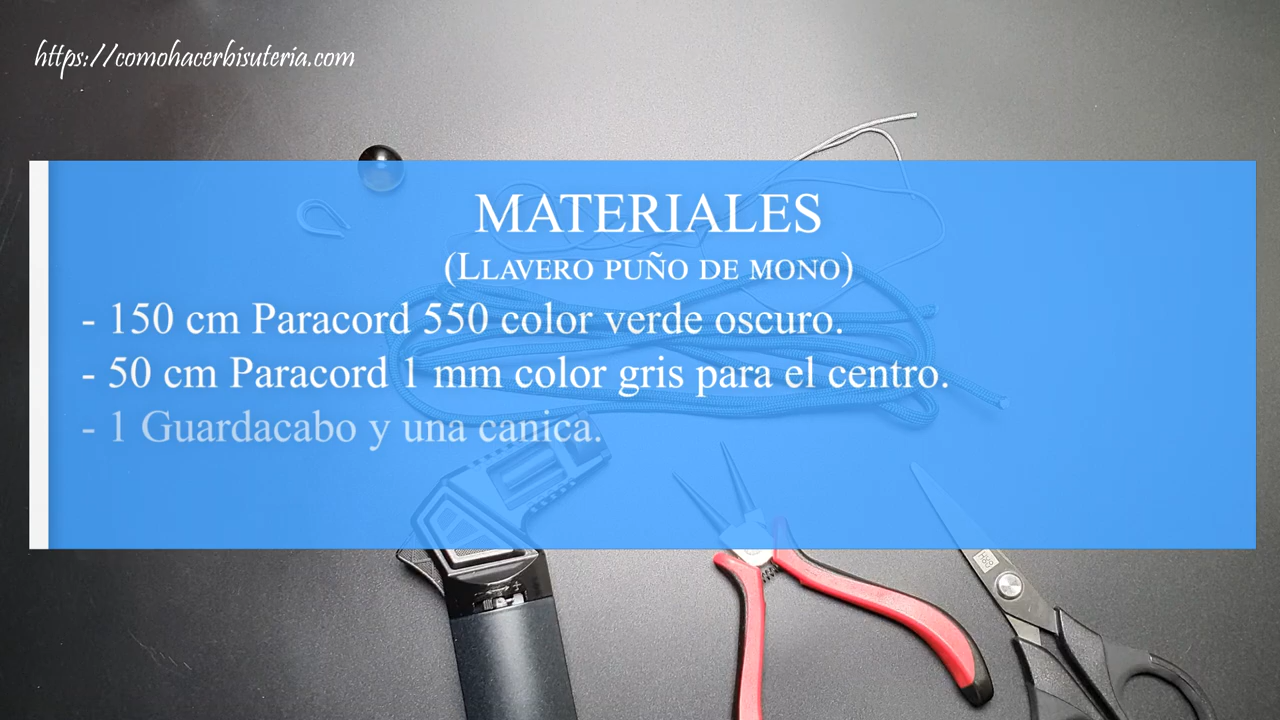 https://comohacerbisuteria.com
MATERIALES
(Llavero puño de mono)
- 150 cm Paracord 550 color verde oscuro.
- 50 cm Paracord 1 mm color gris para el centro.
- 1 Guardacabo y una canica.